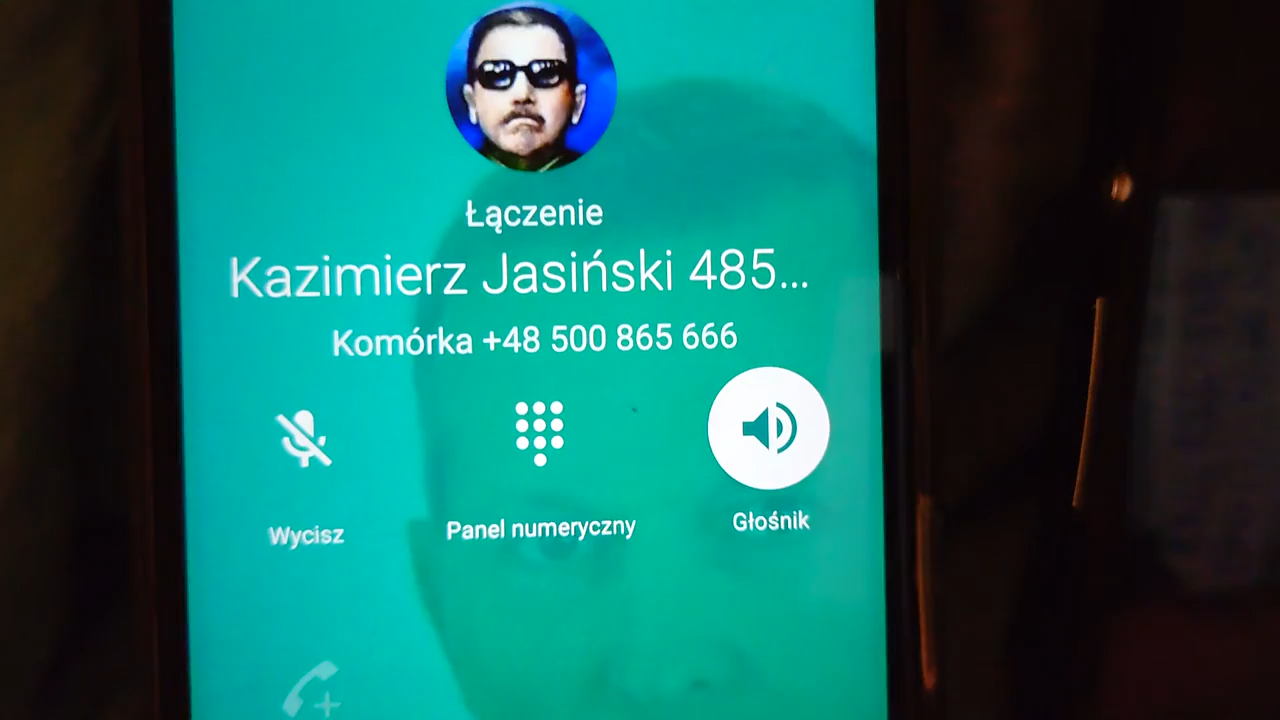 Łączenie
Kazimierz Jasiński 485...
Komórka +48 500 865 666
Wycisz
Panel numeryczny
Głośnik